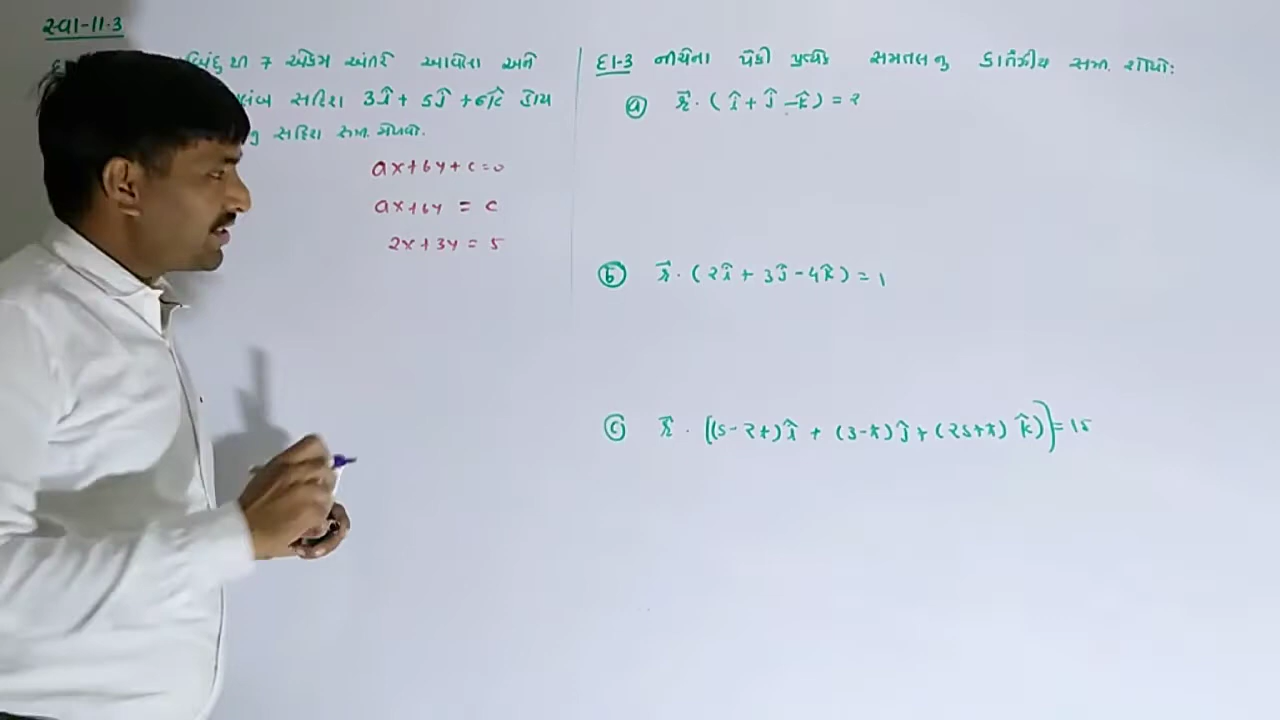 સ્વા-11.3
બિંદુ થી 7 એકમ અંતરે આવેલા અને
લંબ સદિશ 3î + 5ĵ + 6k̂ હોય
નુ સદિશ સમી. મેળવો.
ax+by+c=0
ax+by = c
2x+3y = 5
દા-3 નીચેના પૈકી પ્રત્યેક સમતલનુ કાર્તેઝીય સમી. શોધો:
ⓐ r⃗ · (î + ĵ - k̂) = 2
ⓑ r⃗ · (2î + 3ĵ - 4k̂) = 1
ⓒ r⃗ · [(s-2t)î + (3-t)ĵ + (2s+t) k̂)] = 15